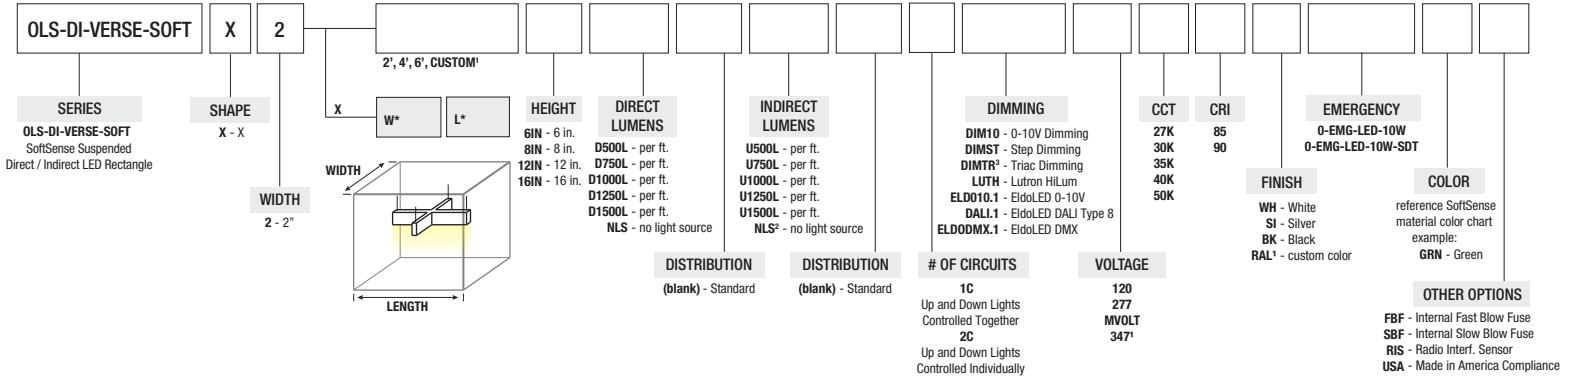 OLS-DI-VERSE-SOFT X 2
2', 4', 6', CUSTOM¹
X
W* L*
SERIES
OLS-DI-VERSE-SOFT
SoftSense Suspended
Direct / Indirect LED Rectangle
SHAPE
X - X
WIDTH
2 - 2”
WIDTH
LENGTH
HEIGHT
6IN - 6 in.
8IN - 8 in.
12IN - 12 in.
16IN - 16 in.
DIRECT
LUMENS
D500L - per ft.
D750L - per ft.
D1000L - per ft.
D1250L - per ft.
D1500L - per ft.
NLS - no light source
DISTRIBUTION
(blank) - Standard
INDIRECT
LUMENS
U500L - per ft.
U750L - per ft.
U1000L - per ft.
U1250L - per ft.
U1500L - per ft.
NLS² - no light source
DISTRIBUTION
(blank) - Standard
# OF CIRCUITS
1C
Up and Down Lights
Controlled Together
2C
Up and Down Lights
Controlled Individually
DIMMING
DIM10 - 0-10V Dimming
DIMST - Step Dimming
DIMTR³ - Triac Dimming
LUTH - Lutron HiLum
ELD010.1 - EldoLED 0-10V
DALI.1 - EldoLED DALI Type 8
ELDODMX.1 - EldoLED DMX
VOLTAGE
120
277
MVOLT
347¹
CCT
27K
30K
35K
40K
50K
CRI
85
90
FINISH
WH - White
SI - Silver
BK - Black
RAL¹ - custom color
EMERGENCY
O-EMG-LED-10W
O-EMG-LED-10W-SDT
COLOR
reference SoftSense
material color chart
example:
GRN - Green
OTHER OPTIONS
FBF - Internal Fast Blow Fuse
SBF - Internal Slow Blow Fuse
RIS - Radio Interf. Sensor
USA - Made in America Compliance